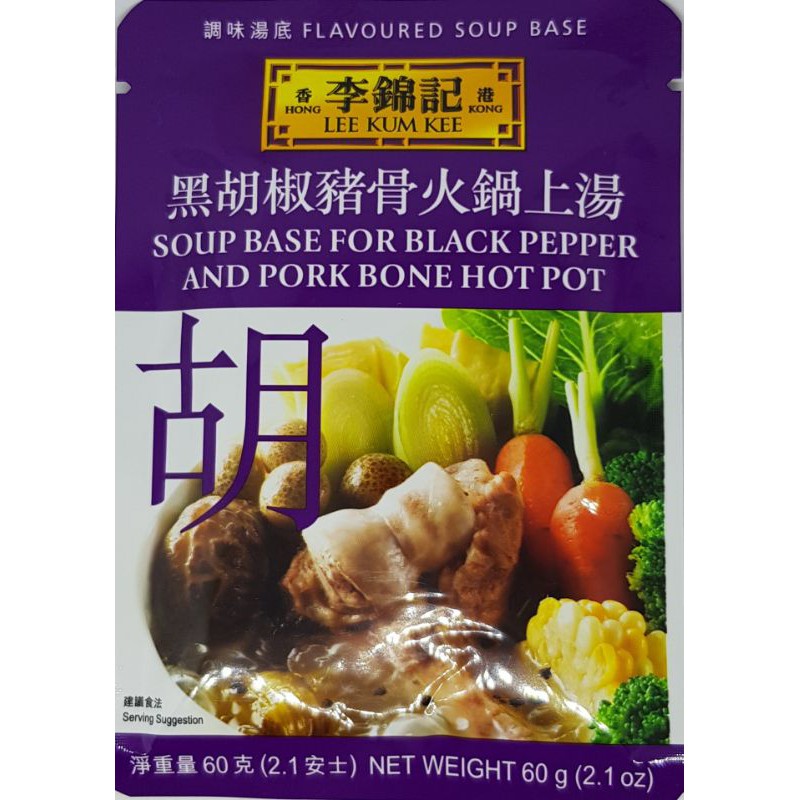 調味湯底 FLAVOURED SOUP BASE
香 李錦記 港
HONG KONG
LEE KUM KEE
黑胡椒豬骨火鍋上湯
SOUP BASE FOR BLACK PEPPER
AND PORK BONE HOT POT
胡
建議食法
Serving Suggestion
淨重量 60 克 (2.1 安士) NET WEIGHT 60 g (2.1 oz)